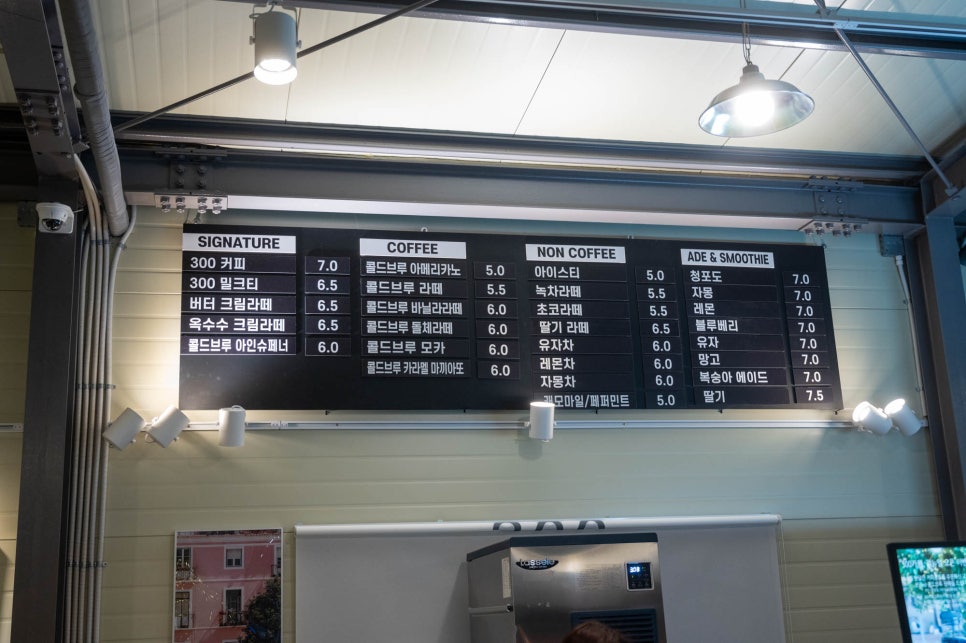 SIGNATURE
300 커피 7.0
300 밀크티 6.5
버터 크림라떼 6.5
옥수수 크림라떼 6.5
콜드브루 아인슈페너 6.0
COFFEE
콜드브루 아메리카노 5.0
콜드브루 라떼 5.5
콜드브루 바닐라라떼 6.0
콜드브루 돌체라떼 6.0
콜드브루 모카 6.0
콜드브루 카라멜 마끼아또 6.0
NON COFFEE
아이스티 5.0
녹차라떼 5.5
초코라떼 5.5
딸기 라떼 6.5
유자차 6.0
레몬차 6.0
자몽차 6.0
캐모마일/페퍼민트 5.0
ADE & SMOOTHIE
청포도 7.0
자몽 7.0
레몬 7.0
블루베리 7.0
유자 7.0
망고 7.0
복숭아 에이드 7.0
딸기 7.5
tassele